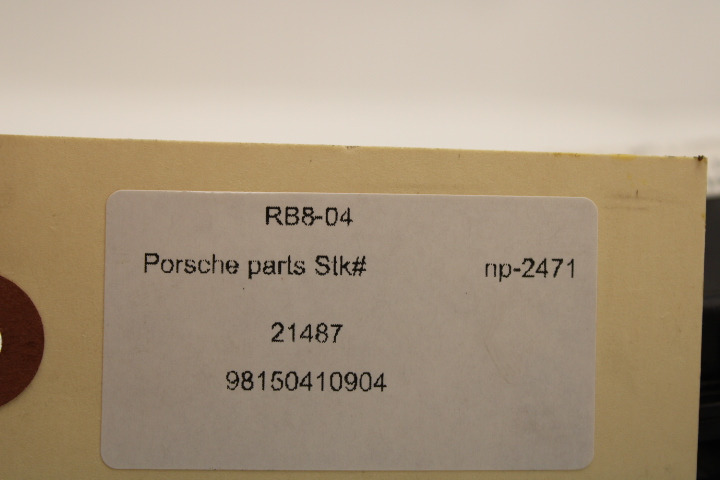 RB8-04
Porsche parts Stk# np-2471
21487
98150410904